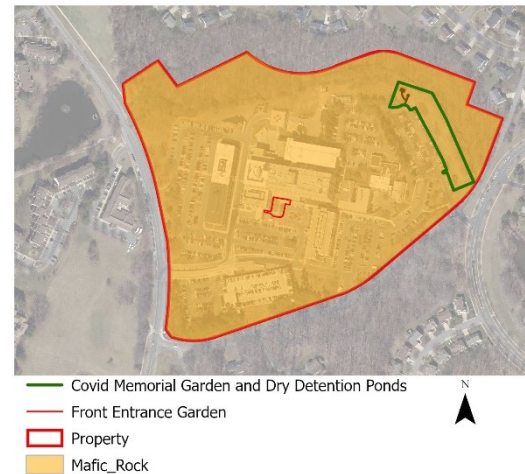 Covid Memorial Garden and Dry Detention Ponds
N
Front Entrance Garden
Property
Mafic_Rock